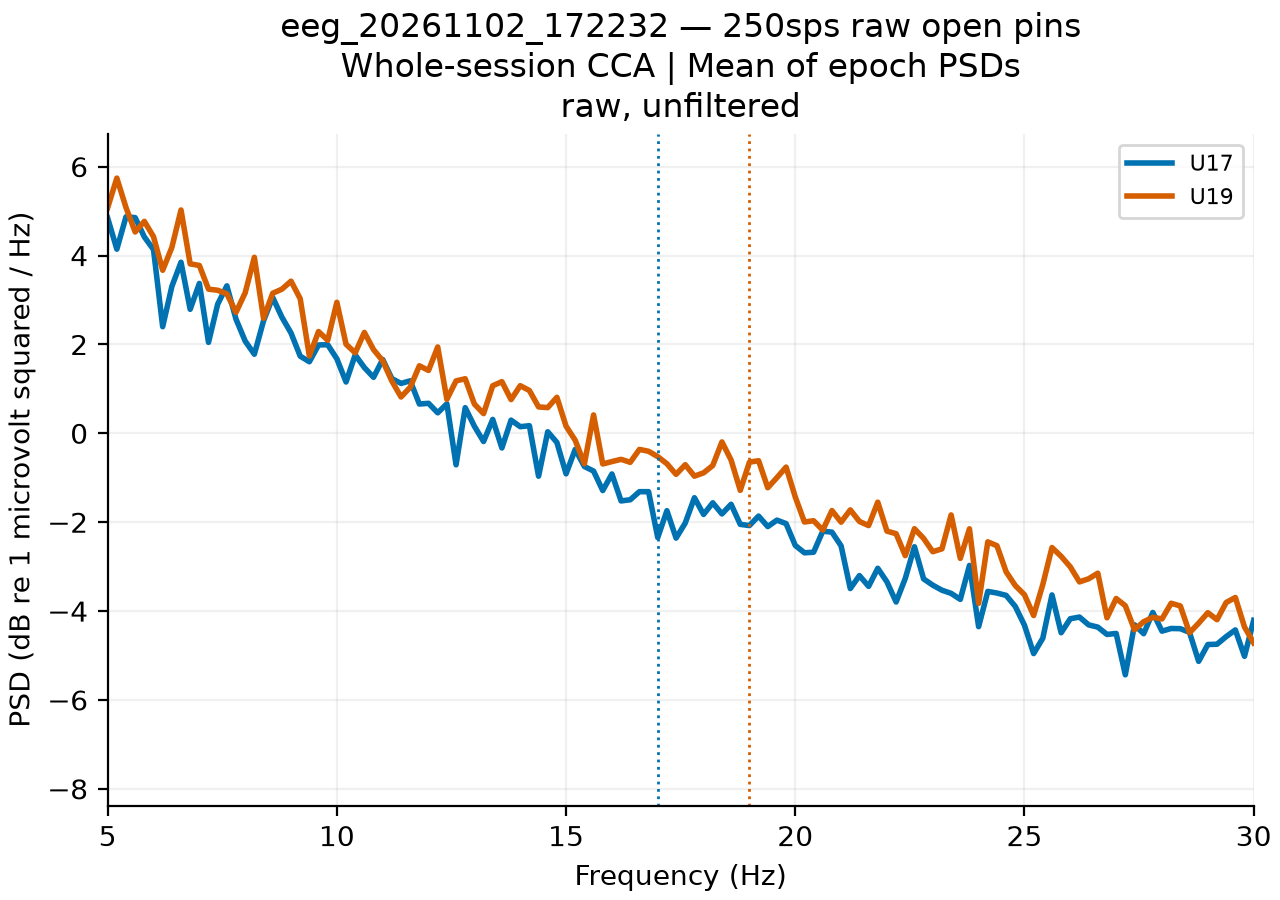 eeg_20261102_172232 — 250sps raw open pins
Whole-session CCA | Mean of epoch PSDs
raw, unfiltered
U17
U19
PSD (dB re 1 microvolt squared / Hz)
6
4
2
0
−2
−4
−6
−8
5
10
15
20
25
30
Frequency (Hz)